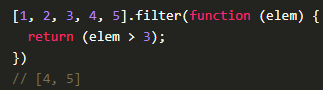 [1, 2, 3, 4, 5].filter(function (elem) {
  return (elem > 3);
})
// [4, 5]